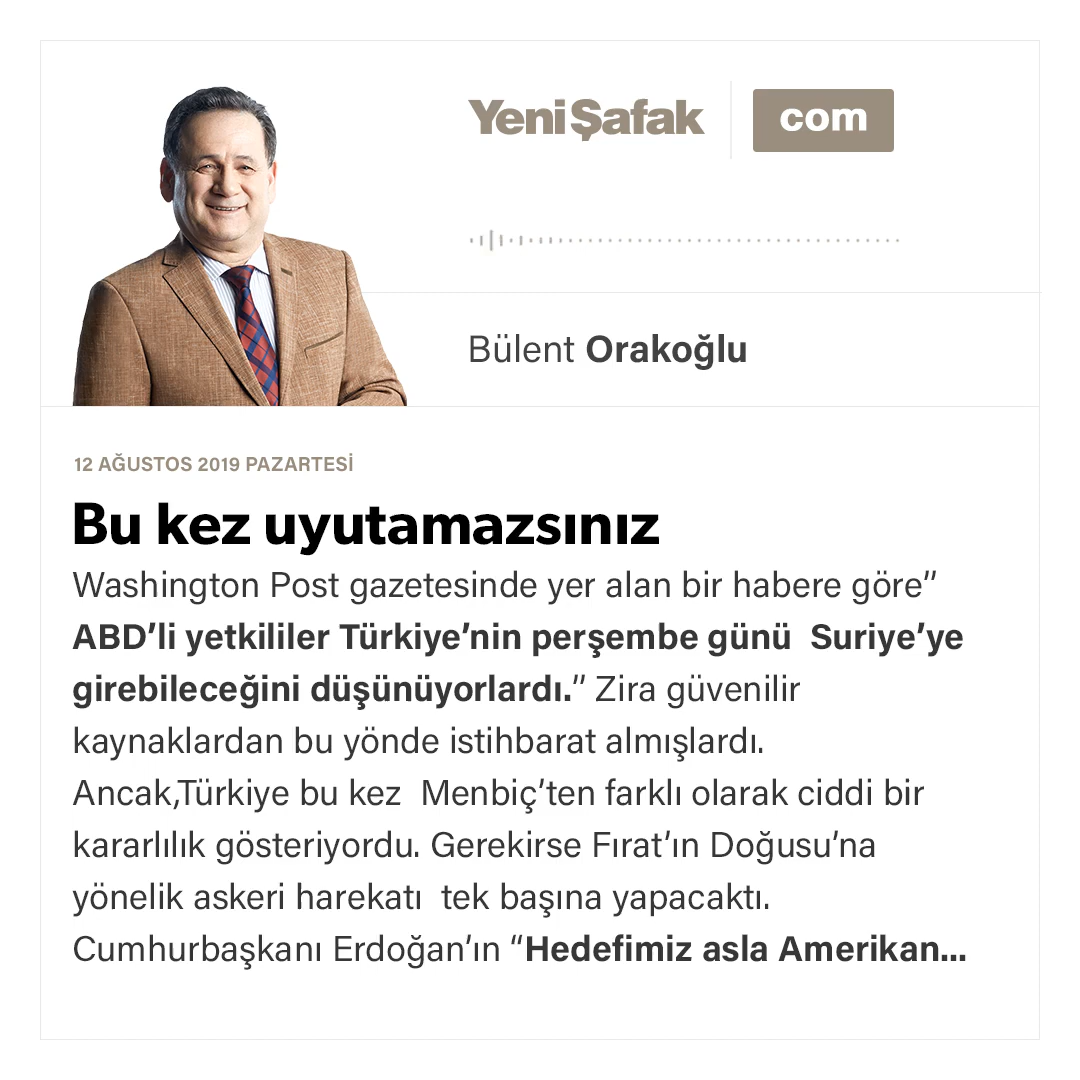 YeniŞafak com
Bülent Orakoğlu
12 AĞUSTOS 2019 PAZARTESİ
Bu kez uyutamazsınız
Washington Post gazetesinde yer alan bir habere göre”
ABD’li yetkililer Türkiye’nin perşembe günü  Suriye’ye
girebileceğini düşünüyorlardı.” Zira güvenilir
kaynaklardan bu yönde istihbarat almışlardı.
Ancak,Türkiye bu kez  Menbiç’ten farklı olarak ciddi bir
kararlılık gösteriyordu. Gerekirse Fırat’ın Doğusu’na
yönelik askeri harekatı  tek başına yapacaktı.
Cumhurbaşkanı Erdoğan’ın “Hedefimiz asla Amerikan...